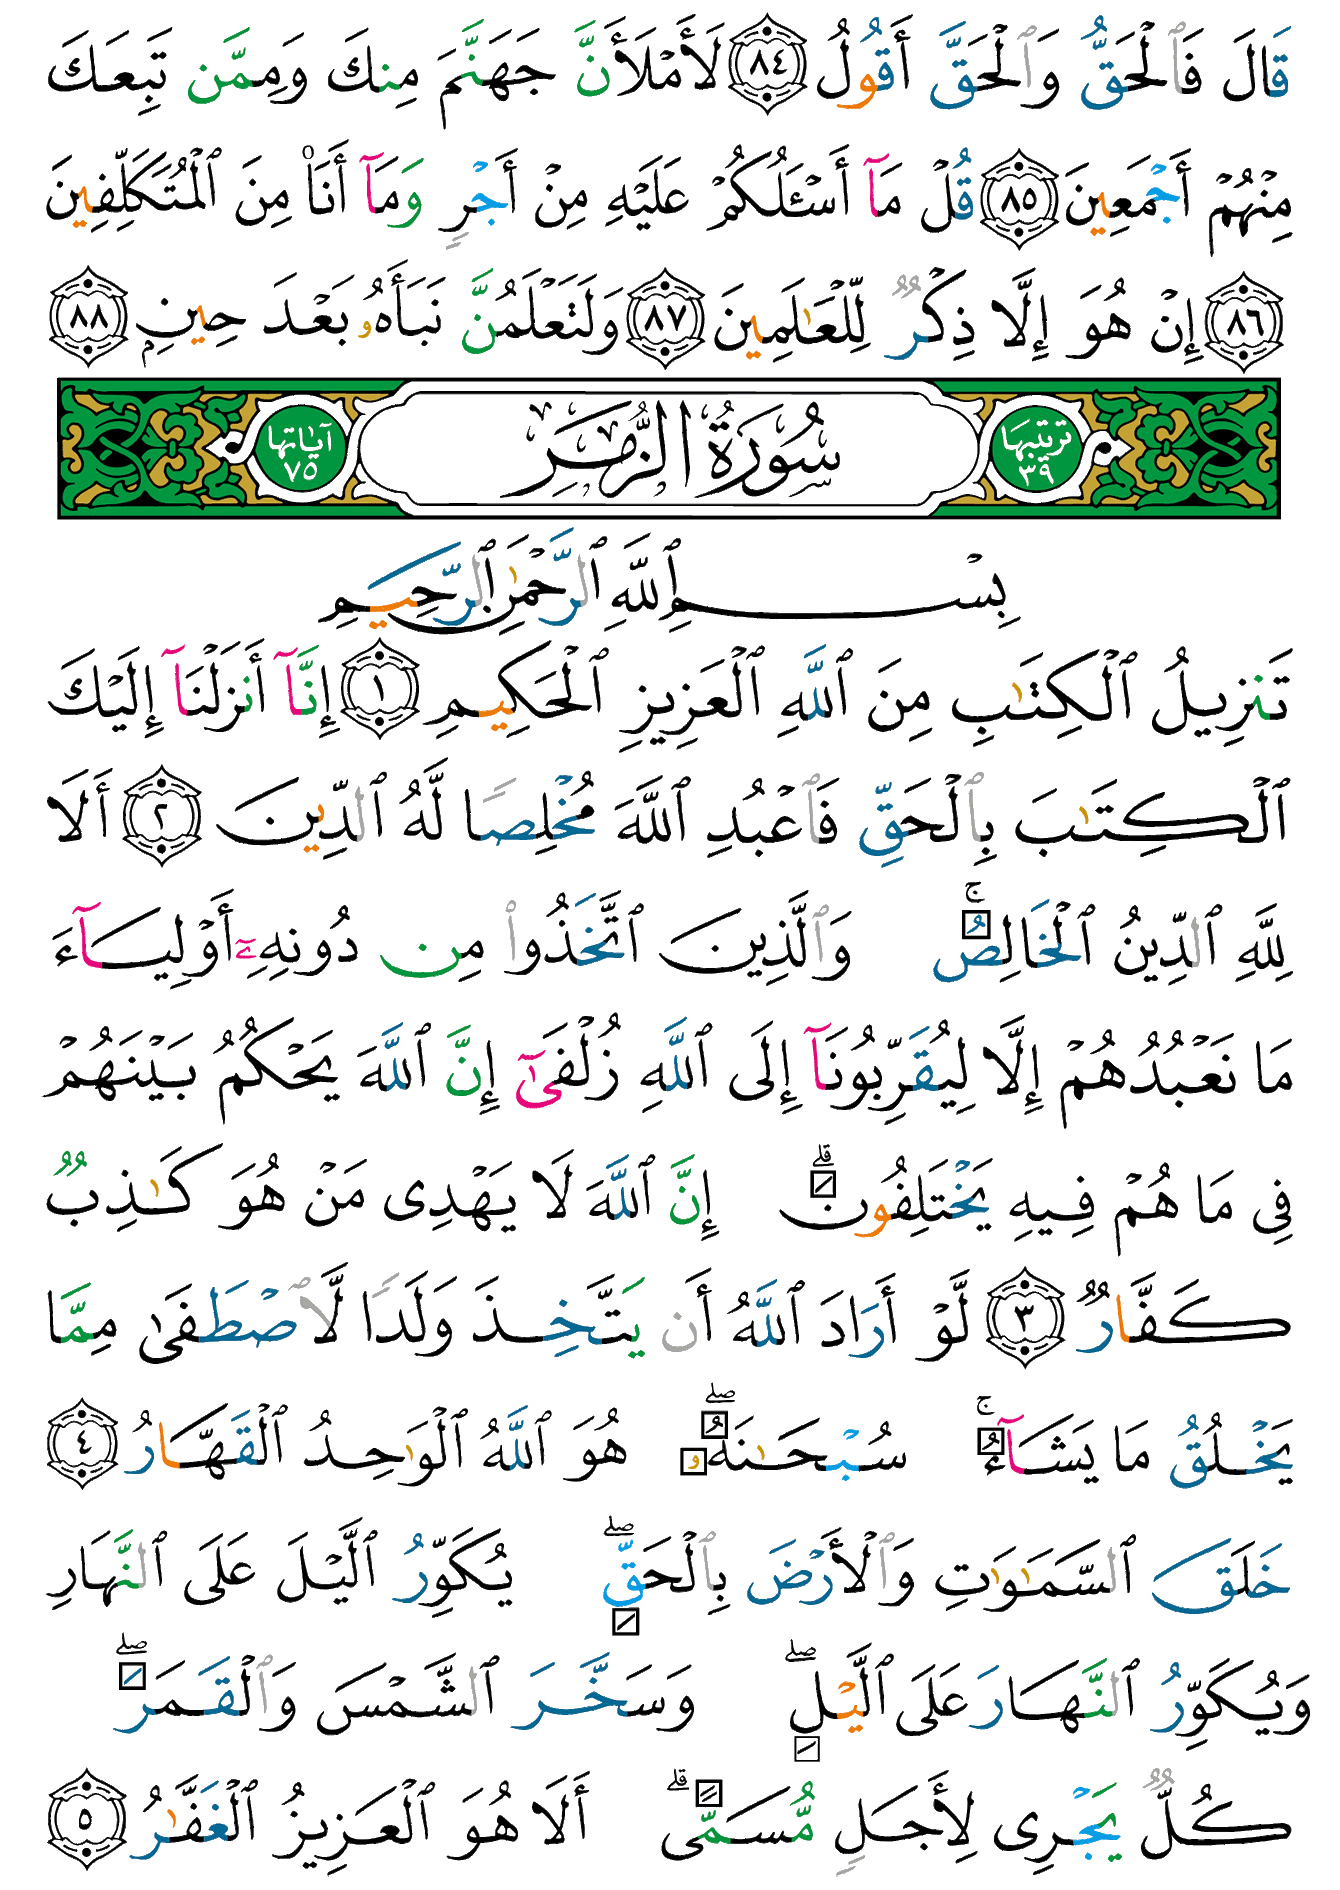 قَالَ فَٱلْحَقُّ وَٱلْحَقَّ أَقُولُ ٨٤ لَأَمْلَأَنَّ جَهَنَّمَ مِنكَ وَمِمَّن تَبِعَكَ
مِنْهُمْ أَجْمَعِينَ ٨٥ قُلْ مَآ أَسْـَٔلُكُمْ عَلَيْهِ مِنْ أَجْرٍ وَمَآ أَنَا۠ مِنَ ٱلْمُتَكَلِّفِينَ
٨٦ إِنْ هُوَ إِلَّا ذِكْرٌ لِّلْعَٰلَمِينَ ٨٧ وَلَتَعْلَمُنَّ نَبَأَهُۥ بَعْدَ حِينِۭ ٨٨
ترتيبها ٣٩ سُورَةُ الزُّمَرِ آياتها ٧٥
بِسْمِ ٱللَّهِ ٱلرَّحْمَٰنِ ٱلرَّحِيمِ
تَنزِيلُ ٱلْكِتَٰبِ مِنَ ٱللَّهِ ٱلْعَزِيزِ ٱلْحَكِيمِ ١ إِنَّآ أَنزَلْنَآ إِلَيْكَ
ٱلْكِتَٰبَ بِٱلْحَقِّ فَٱعْبُدِ ٱللَّهَ مُخْلِصًا لَّهُ ٱلدِّينَ ٢ أَلَا
لِلَّهِ ٱلدِّينُ ٱلْخَالِصُ ۚ وَٱلَّذِينَ ٱتَّخَذُوا۟ مِن دُونِهِۦٓ أَوْلِيَآءَ
مَا نَعْبُدُهُمْ إِلَّا لِيُقَرِّبُونَآ إِلَى ٱللَّهِ زُلْفَىٰٓ إِنَّ ٱللَّهَ يَحْكُمُ بَيْنَهُمْ
فِى مَا هُمْ فِيهِ يَخْتَلِفُونَ ۗ إِنَّ ٱللَّهَ لَا يَهْدِى مَنْ هُوَ كَٰذِبٌ
كَفَّارٌ ٣ لَّوْ أَرَادَ ٱللَّهُ أَن يَتَّخِذَ وَلَدًا لَّٱصْطَفَىٰ مِمَّا
يَخْلُقُ مَا يَشَآءُ ۚ سُبْحَٰنَهُۥ ۖ هُوَ ٱللَّهُ ٱلْوَٰحِدُ ٱلْقَهَّارُ ٤
خَلَقَ ٱلسَّمَٰوَٰتِ وَٱلْأَرْضَ بِٱلْحَقِّ ۖ يُكَوِّرُ ٱلَّيْلَ عَلَى ٱلنَّهَارِ
وَيُكَوِّرُ ٱلنَّهَارَ عَلَى ٱلَّيْلِ ۖ وَسَخَّرَ ٱلشَّمْسَ وَٱلْقَمَرَ ۖ
كُلٌّ يَجْرِى لِأَجَلٍ مُّسَمًّى ۗ أَلَا هُوَ ٱلْعَزِيزُ ٱلْغَفَّٰرُ ٥